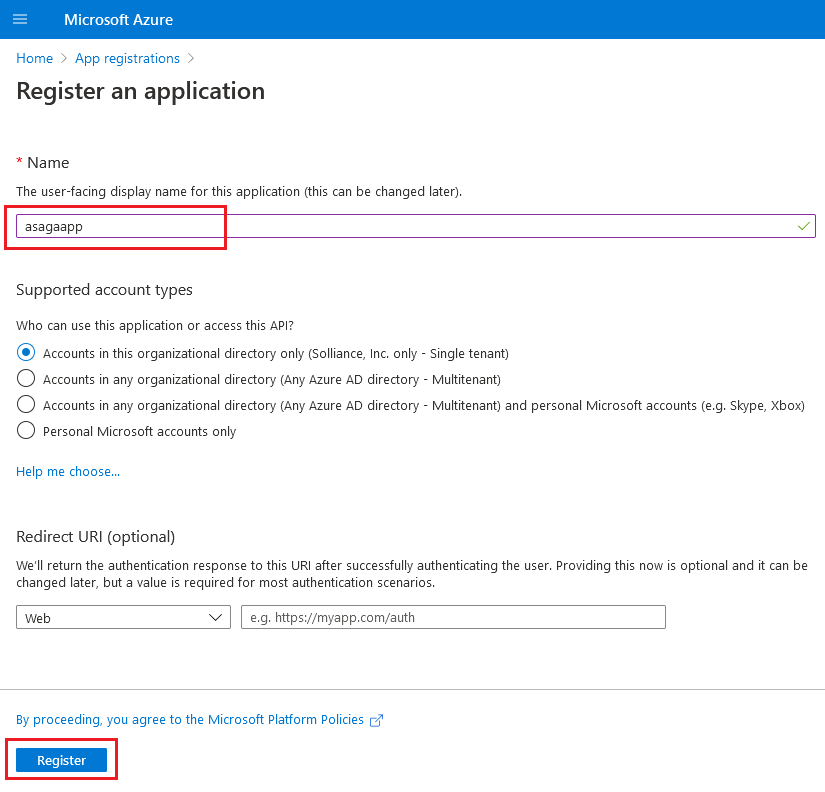 Microsoft Azure
Home > App registrations >
Register an application
* Name
The user-facing display name for this application (this can be changed later).
asagaapp
Supported account types
Who can use this application or access this API?
Accounts in this organizational directory only (Solliance, Inc. only - Single tenant)
Accounts in any organizational directory (Any Azure AD directory - Multitenant)
Accounts in any organizational directory (Any Azure AD directory - Multitenant) and personal Microsoft accounts (e.g. Skype, Xbox)
Personal Microsoft accounts only
Help me choose...
Redirect URI (optional)
We'll return the authentication response to this URI after successfully authenticating the user. Providing this now is optional and it can be
changed later, but a value is required for most authentication scenarios.
Web e.g. https://myapp.com/auth
By proceeding, you agree to the Microsoft Platform Policies
Register